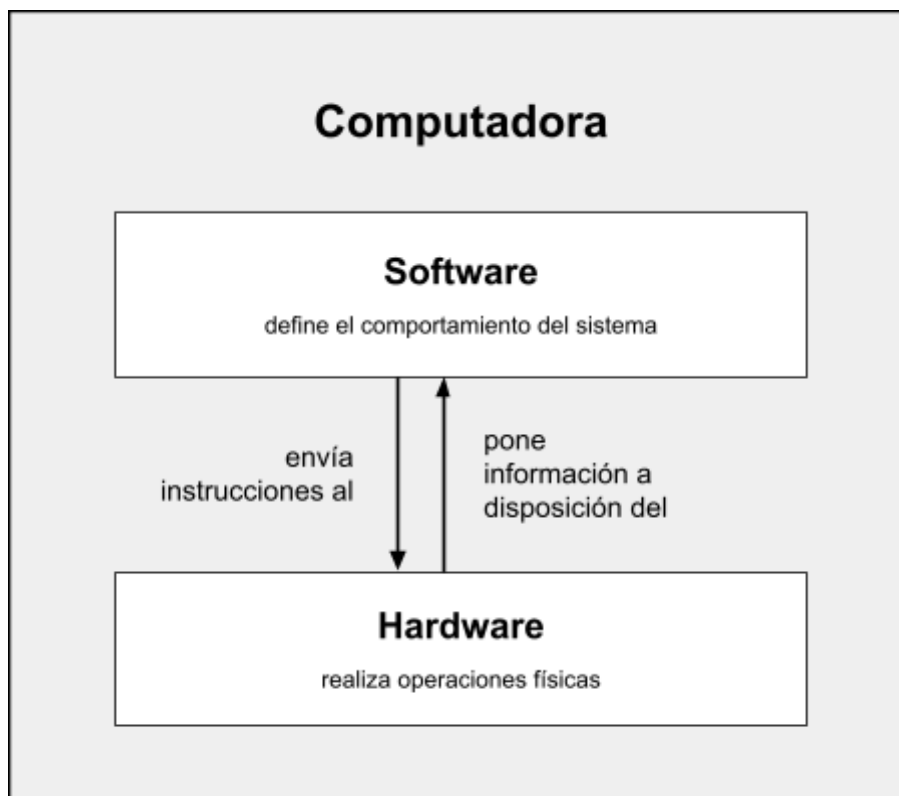 Computadora
Software
define el comportamiento del sistema
envía
instrucciones al
pone
información a
disposición del
Hardware
realiza operaciones físicas